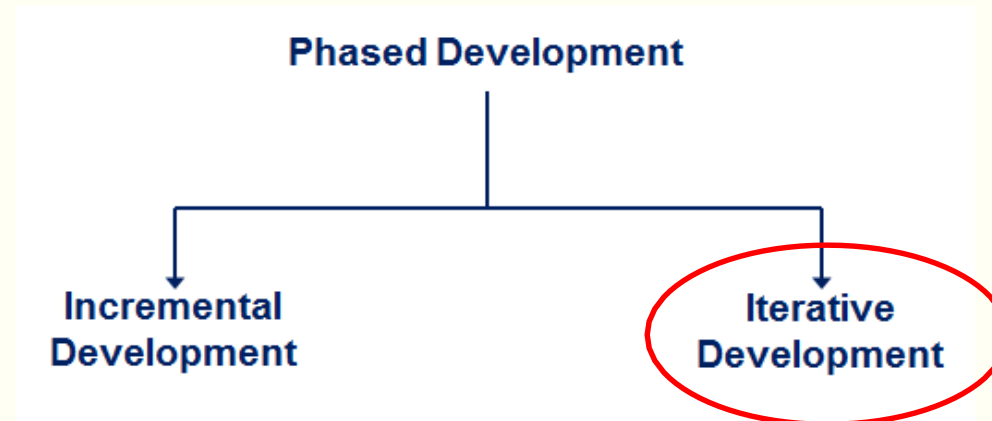 Phased Development
Incremental
Development
Iterative
Development